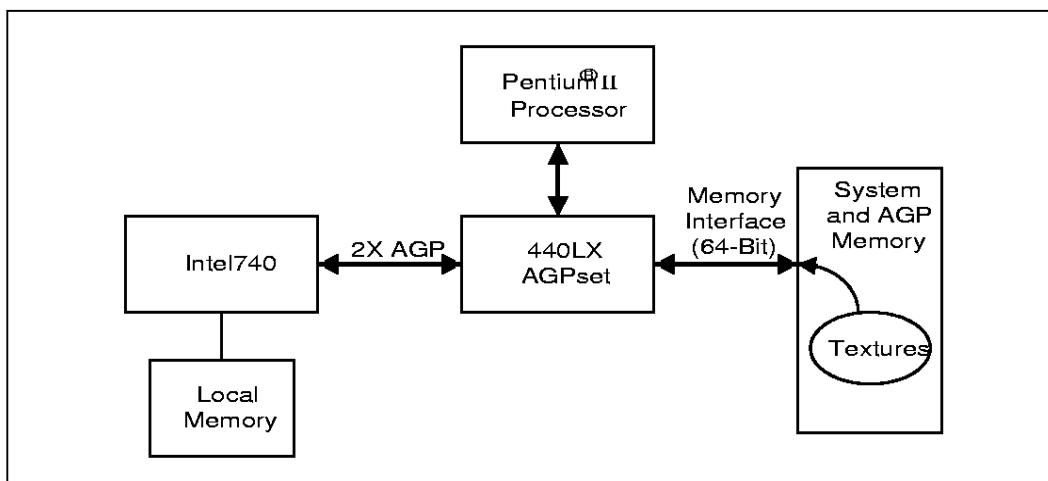 Pentium® II
Processor
Memory
Interface
(64-Bit)
System
and AGP
Memory
Intel740
2X AGP
440LX
AGPset
Textures
Local
Memory